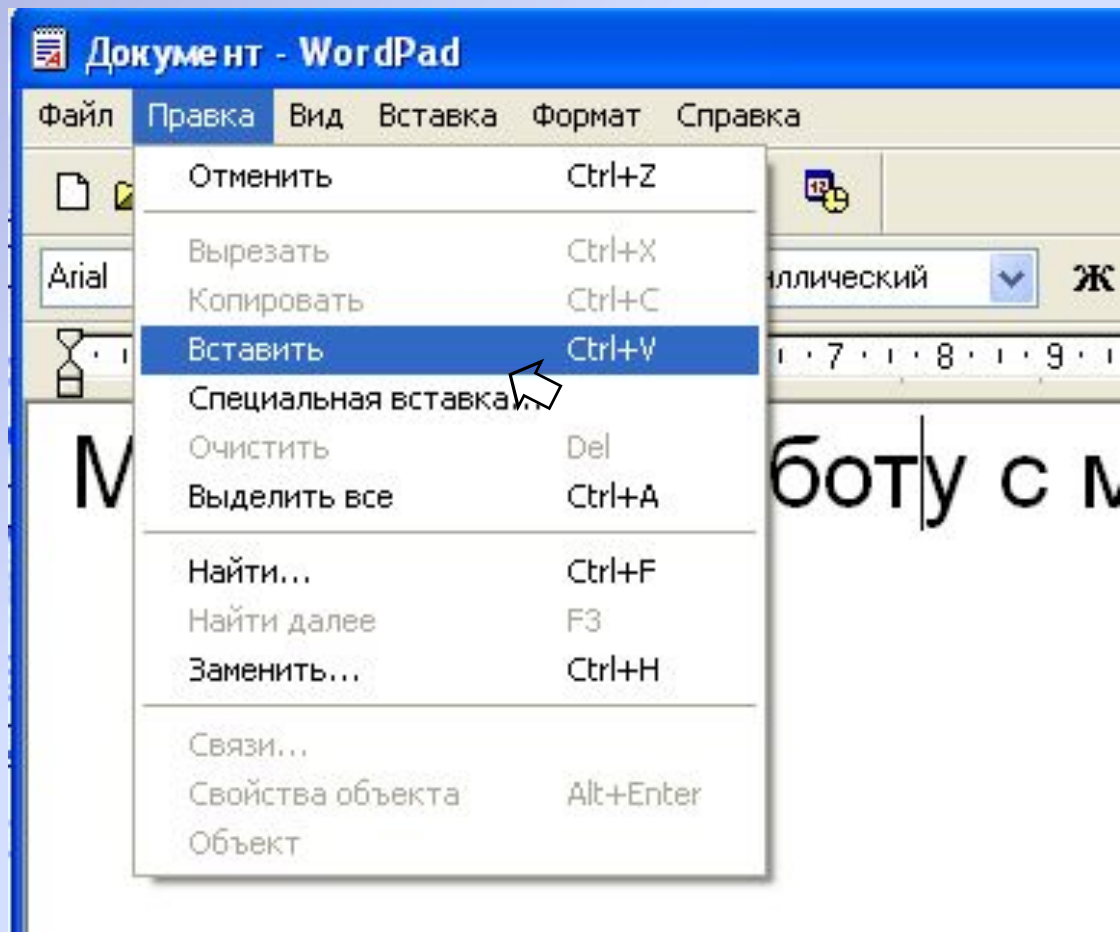 Документ - WordPad
Файл Правка Вид Вставка Формат Справка
Отменить Ctrl+Z
Вырезать Ctrl+X
Arial Ж
Копировать Ctrl+C
Вставить Ctrl+V
7 8 9
Специальная вставка...
Очистить Del
боту с
Выделить все Ctrl+A
Найти... Ctrl+F
Найти далее F3
Заменить... Ctrl+H
Связи...
Свойства объекта Alt+Enter
Объект